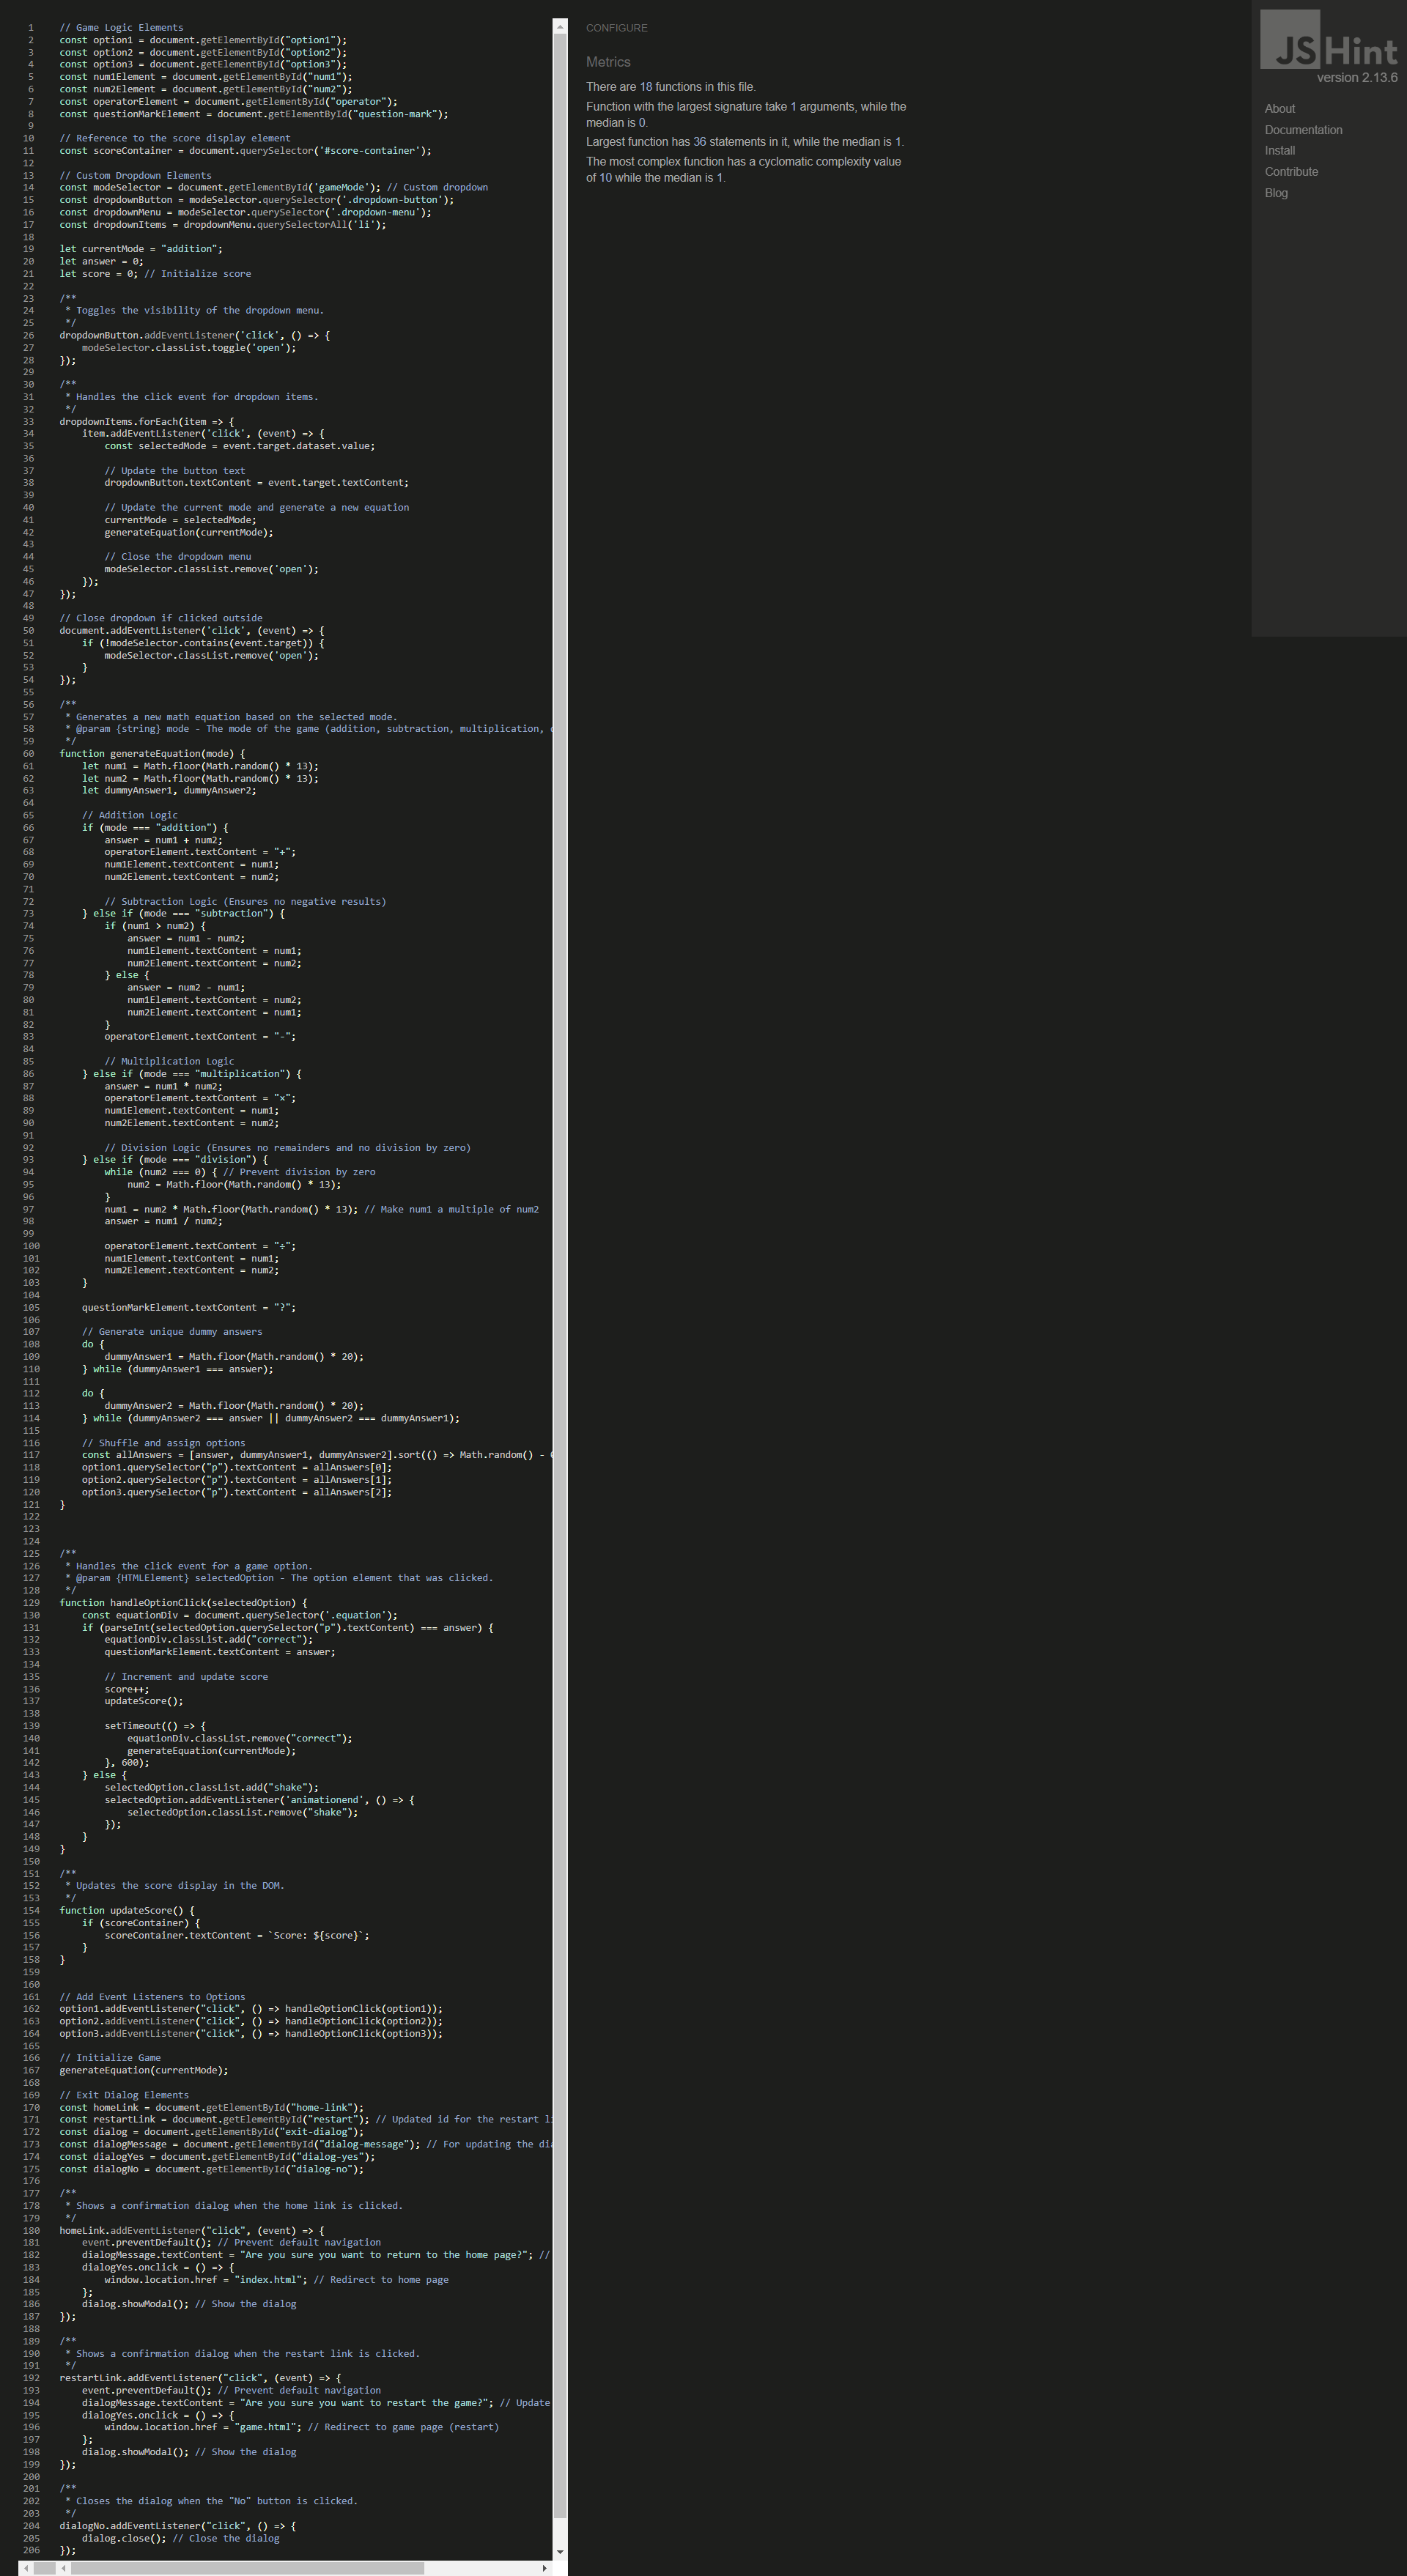 1 // Game Logic Elements
2 const option1 = document.getElementById("option1");
3 const option2 = document.getElementById("option2");
4 const option3 = document.getElementById("option3");
5 const num1Element = document.getElementById("num1");
6 const num2Element = document.getElementById("num2");
7 const operatorElement = document.getElementById("operator");
8 const questionMarkElement = document.getElementById("question-mark");
9
10 // Reference to the score display element
11 const scoreContainer = document.querySelector('#score-container');
12
13 // Custom Dropdown Elements
14 const modeSelector = document.getElementById('gameMode'); // Custom dropdown
15 const dropdownButton = modeSelector.querySelector('.dropdown-button');
16 const dropdownMenu = modeSelector.querySelector('.dropdown-menu');
17 const dropdownItems = dropdownMenu.querySelectorAll('li');
18
19 let currentMode = "addition";
20 let answer = 0;
21 let score = 0; // Initialize score
22
23 /**
24 * Toggles the visibility of the dropdown menu.
25 */
26 dropdownButton.addEventListener('click', () => {
27 modeSelector.classList.toggle('open');
28 });
29
30 /**
31 * Handles the click event for dropdown items.
32 */
33 dropdownItems.forEach(item => {
34 item.addEventListener('click', (event) => {
35 const selectedMode = event.target.dataset.value;
36
37 // Update the button text
38 dropdownButton.textContent = event.target.textContent;
39
40 // Update the current mode and generate a new equation
41 currentMode = selectedMode;
42 generateEquation(currentMode);
43
44 // Close the dropdown menu
45 modeSelector.classList.remove('open');
46 });
47 });
48
49 // Close dropdown if clicked outside
50 document.addEventListener('click', (event) => {
51 if (!modeSelector.contains(event.target)) {
52 modeSelector.classList.remove('open');
53 }
54 });
55
56 /**
57 * Generates a new math equation based on the selected mode.
58 * @param {string} mode - The mode of the game (addition, subtraction, multiplication,
59 */
60 function generateEquation(mode) {
61 let num1 = Math.floor(Math.random() * 13);
62 let num2 = Math.floor(Math.random() * 13);
63 let dummyAnswer1, dummyAnswer2;
64
65 // Addition Logic
66 if (mode === "addition") {
67 answer = num1 + num2;
68 operatorElement.textContent = "+";
69 num1Element.textContent = num1;
70 num2Element.textContent = num2;
71
72 // Subtraction Logic (Ensures no negative results)
73 } else if (mode === "subtraction") {
74 if (num1 > num2) {
75 answer = num1 - num2;
76 num1Element.textContent = num1;
77 num2Element.textContent = num2;
78 } else {
79 answer = num2 - num1;
80 num1Element.textContent = num2;
81 num2Element.textContent = num1;
82 }
83 operatorElement.textContent = "-";
84
85 // Multiplication Logic
86 } else if (mode === "multiplication") {
87 answer = num1 * num2;
88 operatorElement.textContent = "×";
89 num1Element.textContent = num1;
90 num2Element.textContent = num2;
91
92 // Division Logic (Ensures no remainders and no division by zero)
93 } else if (mode === "division") {
94 while (num2 === 0) { // Prevent division by zero
95 num2 = Math.floor(Math.random() * 13);
96 }
97 num1 = num2 * Math.floor(Math.random() * 13); // Make num1 a multiple of num2
98 answer = num1 / num2;
99
100 operatorElement.textContent = "÷";
101 num1Element.textContent = num1;
102 num2Element.textContent = num2;
103 }
104
105 questionMarkElement.textContent = "?";
106
107 // Generate unique dummy answers
108 do {
109 dummyAnswer1 = Math.floor(Math.random() * 20);
110 } while (dummyAnswer1 === answer);
111
112 do {
113 dummyAnswer2 = Math.floor(Math.random() * 20);
114 } while (dummyAnswer2 === answer || dummyAnswer2 === dummyAnswer1);
115
116 // Shuffle and assign options
117 const allAnswers = [answer, dummyAnswer1, dummyAnswer2].sort(() => Math.random() -
118 option1.querySelector("p").textContent = allAnswers[0];
119 option2.querySelector("p").textContent = allAnswers[1];
120 option3.querySelector("p").textContent = allAnswers[2];
121 }
122
123
124
125 /**
126 * Handles the click event for a game option.
127 * @param {HTMLElement} selectedOption - The option element that was clicked.
128 */
129 function handleOptionClick(selectedOption) {
130 const equationDiv = document.querySelector('.equation');
131 if (parseInt(selectedOption.querySelector("p").textContent) === answer) {
132 equationDiv.classList.add("correct");
133 questionMarkElement.textContent = answer;
134
135 // Increment and update score
136 score++;
137 updateScore();
138
139 setTimeout(() => {
140 equationDiv.classList.remove("correct");
141 generateEquation(currentMode);
142 }, 600);
143 } else {
144 selectedOption.classList.add("shake");
145 selectedOption.addEventListener('animationend', () => {
146 selectedOption.classList.remove("shake");
147 });
148 }
149 }
150
151 /**
152 * Updates the score display in the DOM.
153 */
154 function updateScore() {
155 if (scoreContainer) {
156 scoreContainer.textContent = `Score: ${score}`;
157 }
158 }
159
160
161 // Add Event Listeners to Options
162 option1.addEventListener("click", () => handleOptionClick(option1));
163 option2.addEventListener("click", () => handleOptionClick(option2));
164 option3.addEventListener("click", () => handleOptionClick(option3));
165
166 // Initialize Game
167 generateEquation(currentMode);
168
169 // Exit Dialog Elements
170 const homeLink = document.getElementById("home-link");
171 const restartLink = document.getElementById("restart"); // Updated id for the restart
172 const dialog = document.getElementById("exit-dialog");
173 const dialogMessage = document.getElementById("dialog-message"); // For updating the
174 const dialogYes = document.getElementById("dialog-yes");
175 const dialogNo = document.getElementById("dialog-no");
176
177 /**
178 * Shows a confirmation dialog when the home link is clicked.
179 */
180 homeLink.addEventListener("click", (event) => {
181 event.preventDefault(); // Prevent default navigation
182 dialogMessage.textContent = "Are you sure you want to return to the home page?"; //
183 dialogYes.onclick = () => {
184 window.location.href = "index.html"; // Redirect to home page
185 };
186 dialog.showModal(); // Show the dialog
187 });
188
189 /**
190 * Shows a confirmation dialog when the restart link is clicked.
191 */
192 restartLink.addEventListener("click", (event) => {
193 event.preventDefault(); // Prevent default navigation
194 dialogMessage.textContent = "Are you sure you want to restart the game?"; // Update
195 dialogYes.onclick = () => {
196 window.location.href = "game.html"; // Redirect to game page (restart)
197 };
198 dialog.showModal(); // Show the dialog
199 });
200
201 /**
202 * Closes the dialog when the "No" button is clicked.
203 */
204 dialogNo.addEventListener("click", () => {
205 dialog.close(); // Close the dialog
206 });
CONFIGURE
Metrics
There are 18 functions in this file.
Function with the largest signature take 1 arguments, while the
median is 0.
Largest function has 36 statements in it, while the median is 1.
The most complex function has a cyclomatic complexity value
of 10 while the median is 1.
JSHint
version 2.13.6
About
Documentation
Install
Contribute
Blog